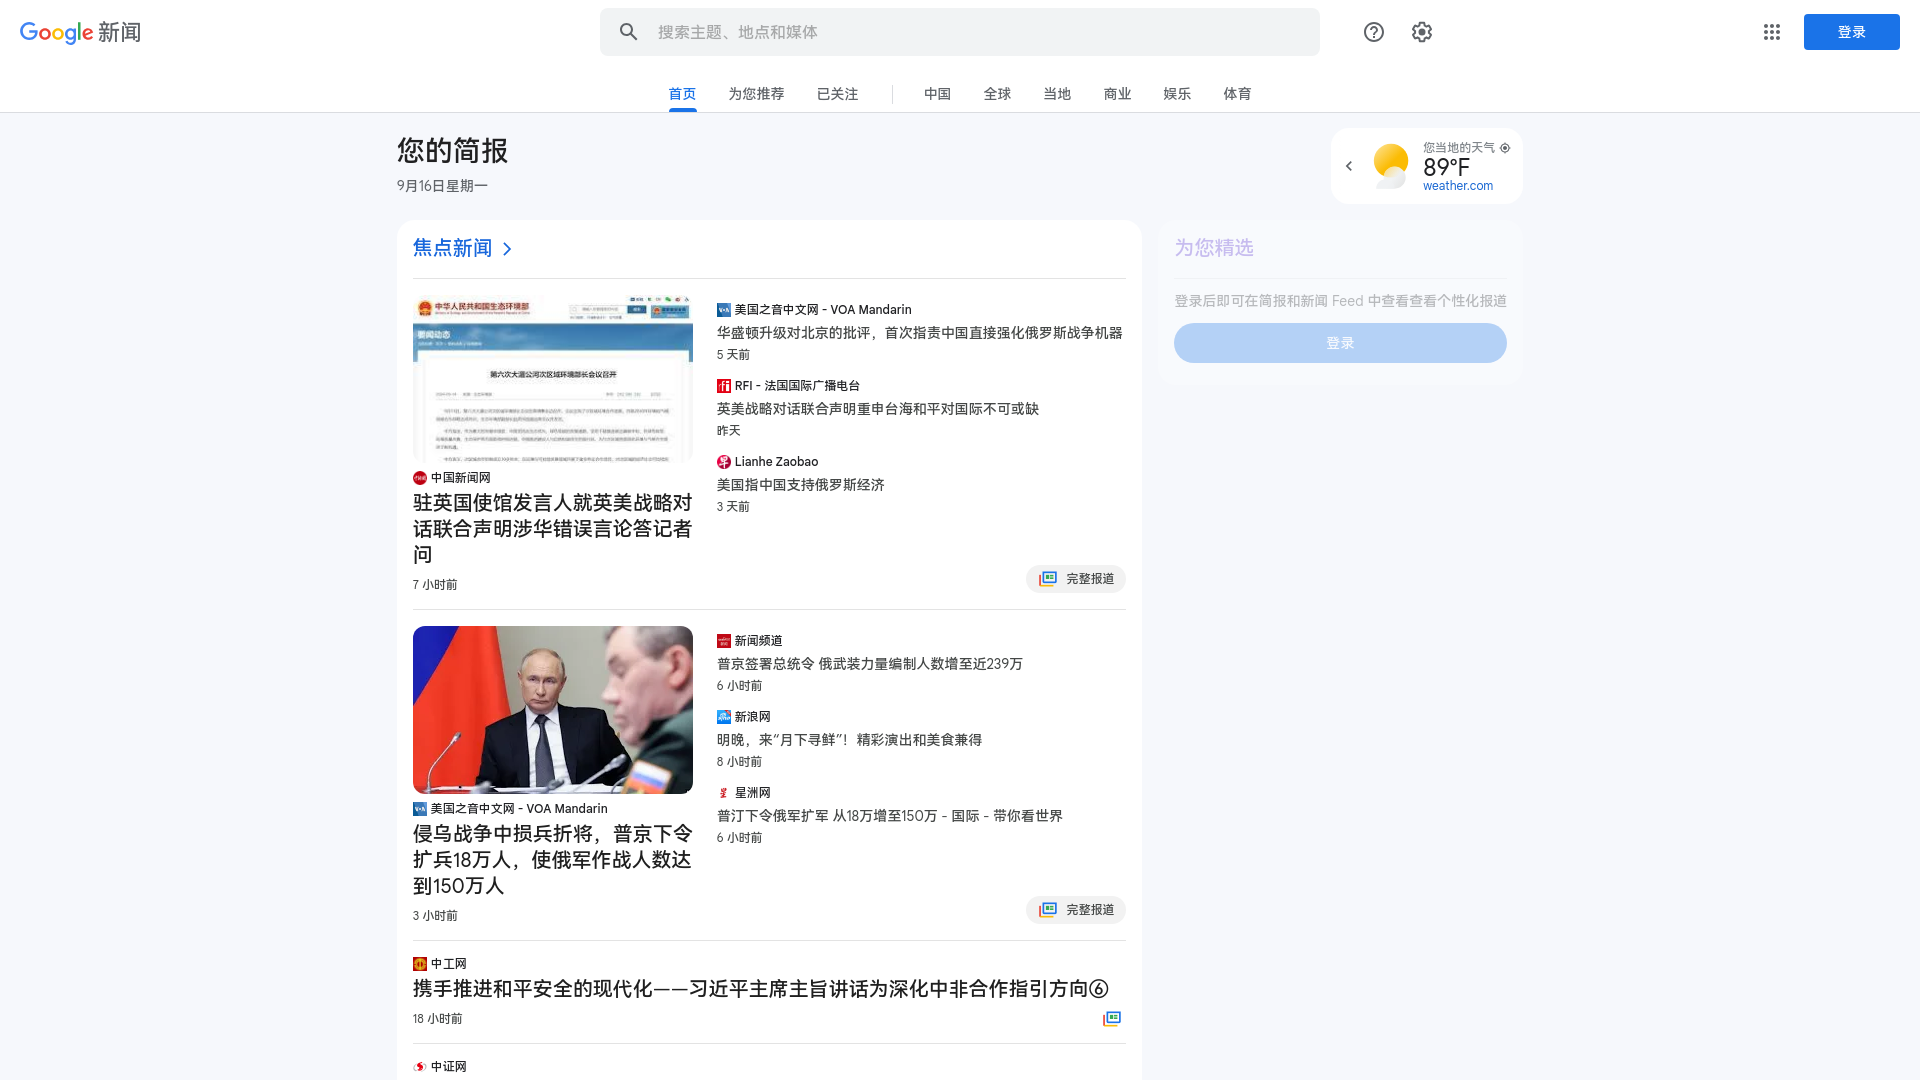 Google 新闻
搜索主题、地点和媒体
登录
首页
为您推荐
已关注
中国
全球
当地
商业
娱乐
体育
您的简报
9月16日星期一
您当地的天气
89°F
weather.com
焦点新闻
为您精选
登录后即可在简报和新闻 Feed 中查看查看个性化报道
登录
中华人民共和国生态环境部
要闻动态
第六次大湄公河次区域环境部长会议召开
中国新闻网
驻英国使馆发言人就英美战略对
话联合声明涉华错误言论答记者
问
7 小时前
VOA
美国之音中文网 - VOA Mandarin
华盛顿升级对北京的批评，首次指责中国直接强化俄罗斯战争机器
5 天前
rfi
RFI - 法国国际广播电台
英美战略对话联合声明重申台海和平对国际不可或缺
昨天
早
Lianhe Zaobao
美国指中国支持俄罗斯经济
3 天前
完整报道
VOA
美国之音中文网 - VOA Mandarin
侵乌战争中损兵折将，普京下令
扩兵18万人，使俄军作战人数达
到150万人
3 小时前
新闻频道
普京签署总统令 俄武装力量编制人数增至近239万
6 小时前
新浪网
明晚，来“月下寻鲜”！精彩演出和美食兼得
8 小时前
星洲网
普汀下令俄军扩军 从18万增至150万 - 国际 - 带你看世界
6 小时前
完整报道
中工网
携手推进和平安全的现代化——习近平主席主旨讲话为深化中非合作指引方向⑥
18 小时前
中证网